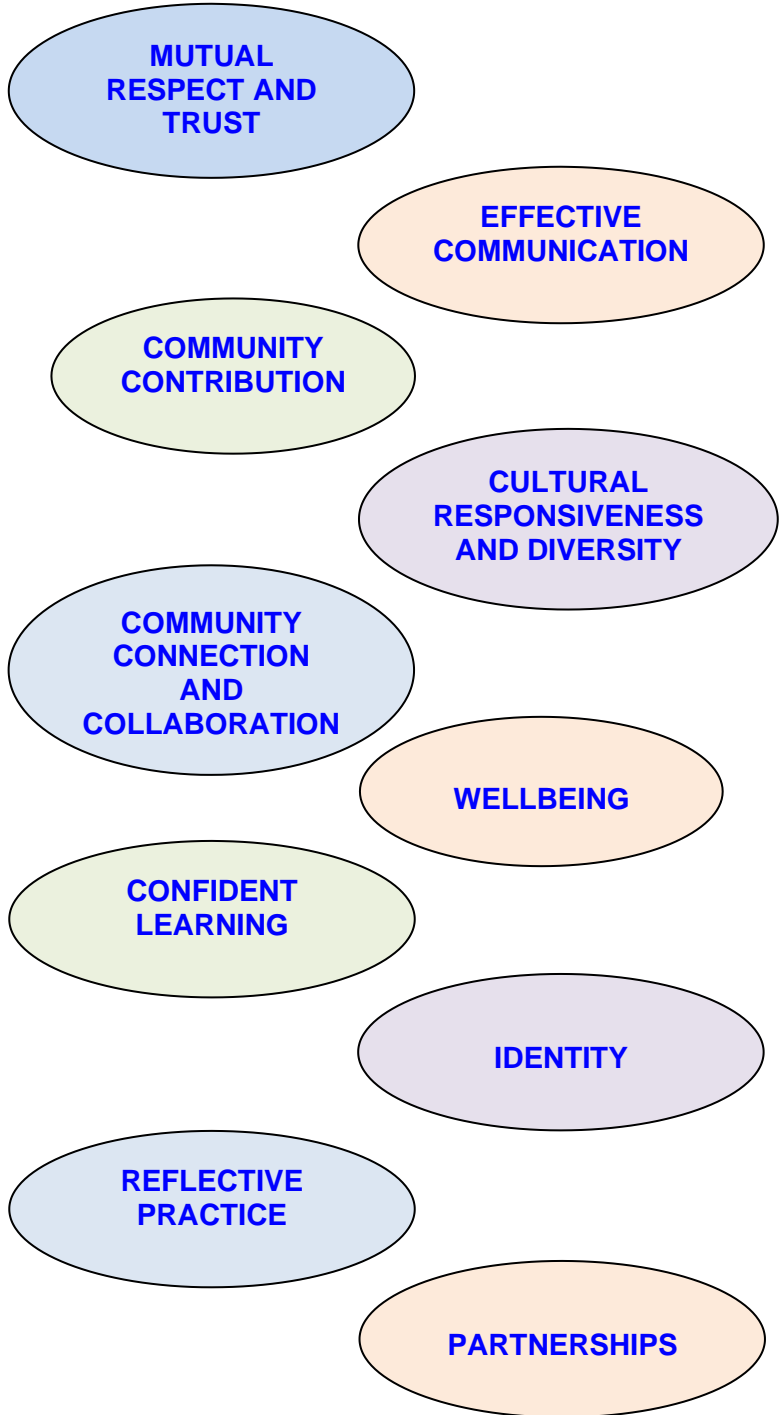 MUTUAL
RESPECT AND
TRUST
EFFECTIVE
COMMUNICATION
COMMUNITY
CONTRIBUTION
CULTURAL
RESPONSIVENESS
AND DIVERSITY
COMMUNITY
CONNECTION
AND
COLLABORATION
WELLBEING
CONFIDENT
LEARNING
IDENTITY
REFLECTIVE
PRACTICE
PARTNERSHIPS